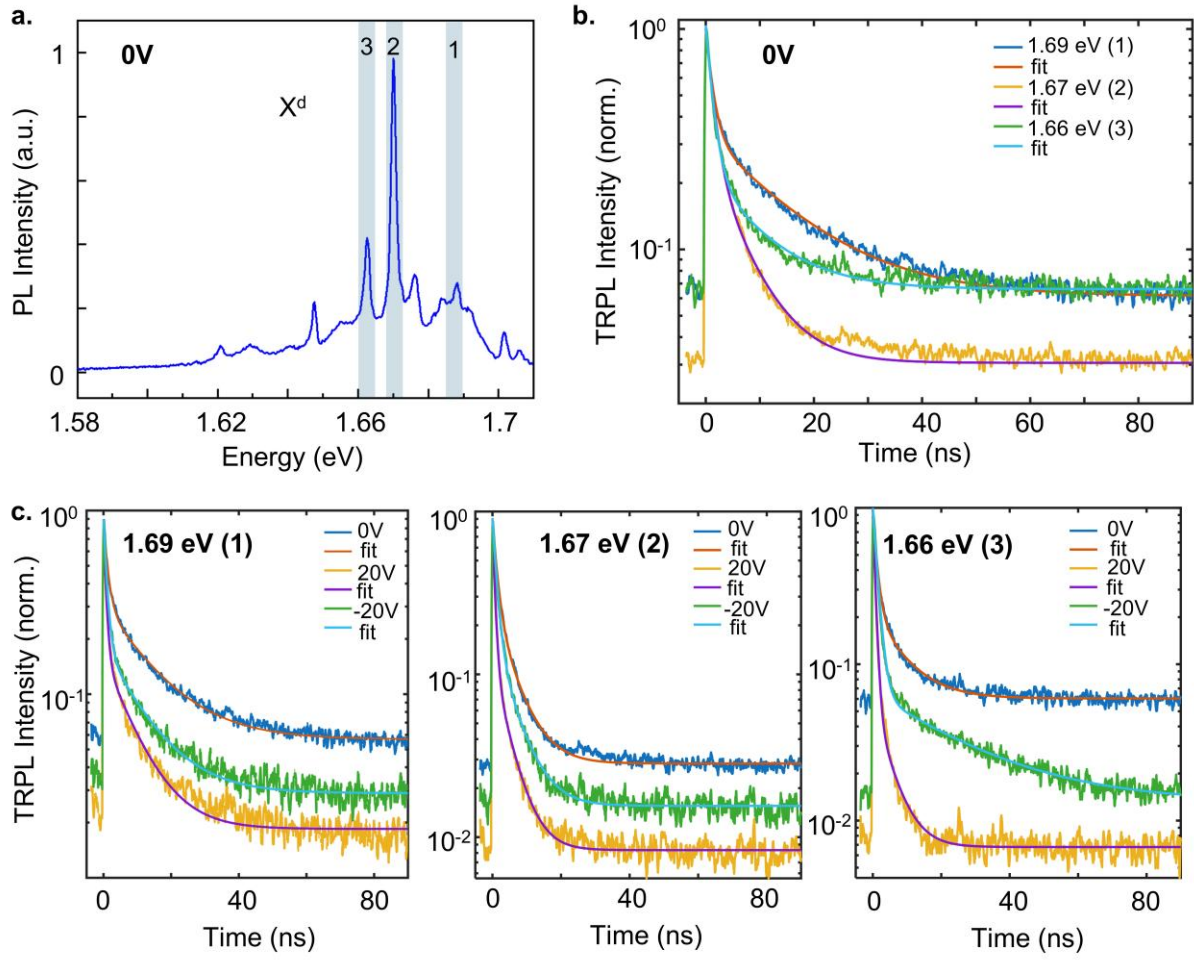 a.
0V
3
2
1
X^d
1
0
PL Intensity (a.u.)
1.58
1.62
1.66
1.7
Energy (eV)
b.
0V
1.69 eV (1)
fit
1.67 eV (2)
fit
1.66 eV (3)
fit
10^0
10^-1
TRPL Intensity (norm.)
0
20
40
60
80
Time (ns)
c.
1.69 eV (1)
0V
fit
20V
fit
-20V
fit
10^0
10^-1
TRPL Intensity (norm.)
0
40
80
Time (ns)
1.67 eV (2)
0V
fit
20V
fit
-20V
fit
10^0
10^-1
10^-2
0
40
80
Time (ns)
1.66 eV (3)
0V
fit
20V
fit
-20V
fit
10^0
10^-1
10^-2
0
40
80
Time (ns)